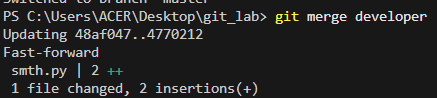 PS C:\Users\ACER\Desktop\git_lab> git merge developer
Updating 48af047..4770212
Fast-forward
 smth.py | 2 ++
 1 file changed, 2 insertions(+)